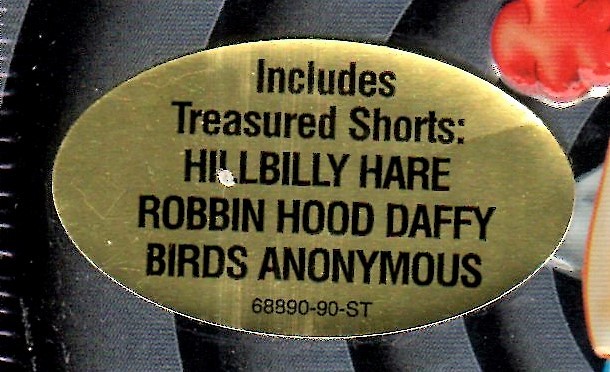 Includes
Treasured Shorts:
HILLBILLY HARE
ROBBIN HOOD DAFFY
BIRDS ANONYMOUS
68890-90-ST